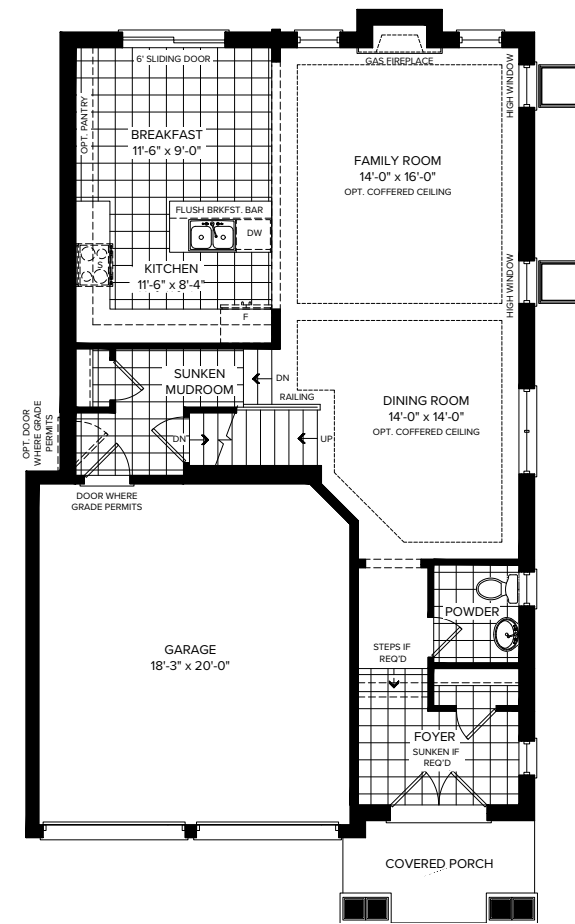 6' SLIDING DOOR
GAS FIREPLACE
HIGH WINDOW
OPT. PANTRY
BREAKFAST
11'-6" x 9'-0"
FAMILY ROOM
14'-0" x 16'-0"
OPT. COFFERED CEILING
FLUSH BRKFST. BAR
DW
S
KITCHEN
11'-6" x 8'-4"
HIGH WINDOW
F
SUNKEN
MUDROOM
DN
RAILING
DINING ROOM
14'-0" x 14'-0"
OPT. COFFERED CEILING
OPT. DOOR
WHERE GRADE
PERMITS
DN
UP
DOOR WHERE
GRADE PERMITS
POWDER
GARAGE
18'-3" x 20'-0"
STEPS IF
REQ'D
FOYER
SUNKEN IF
REQ'D
COVERED PORCH